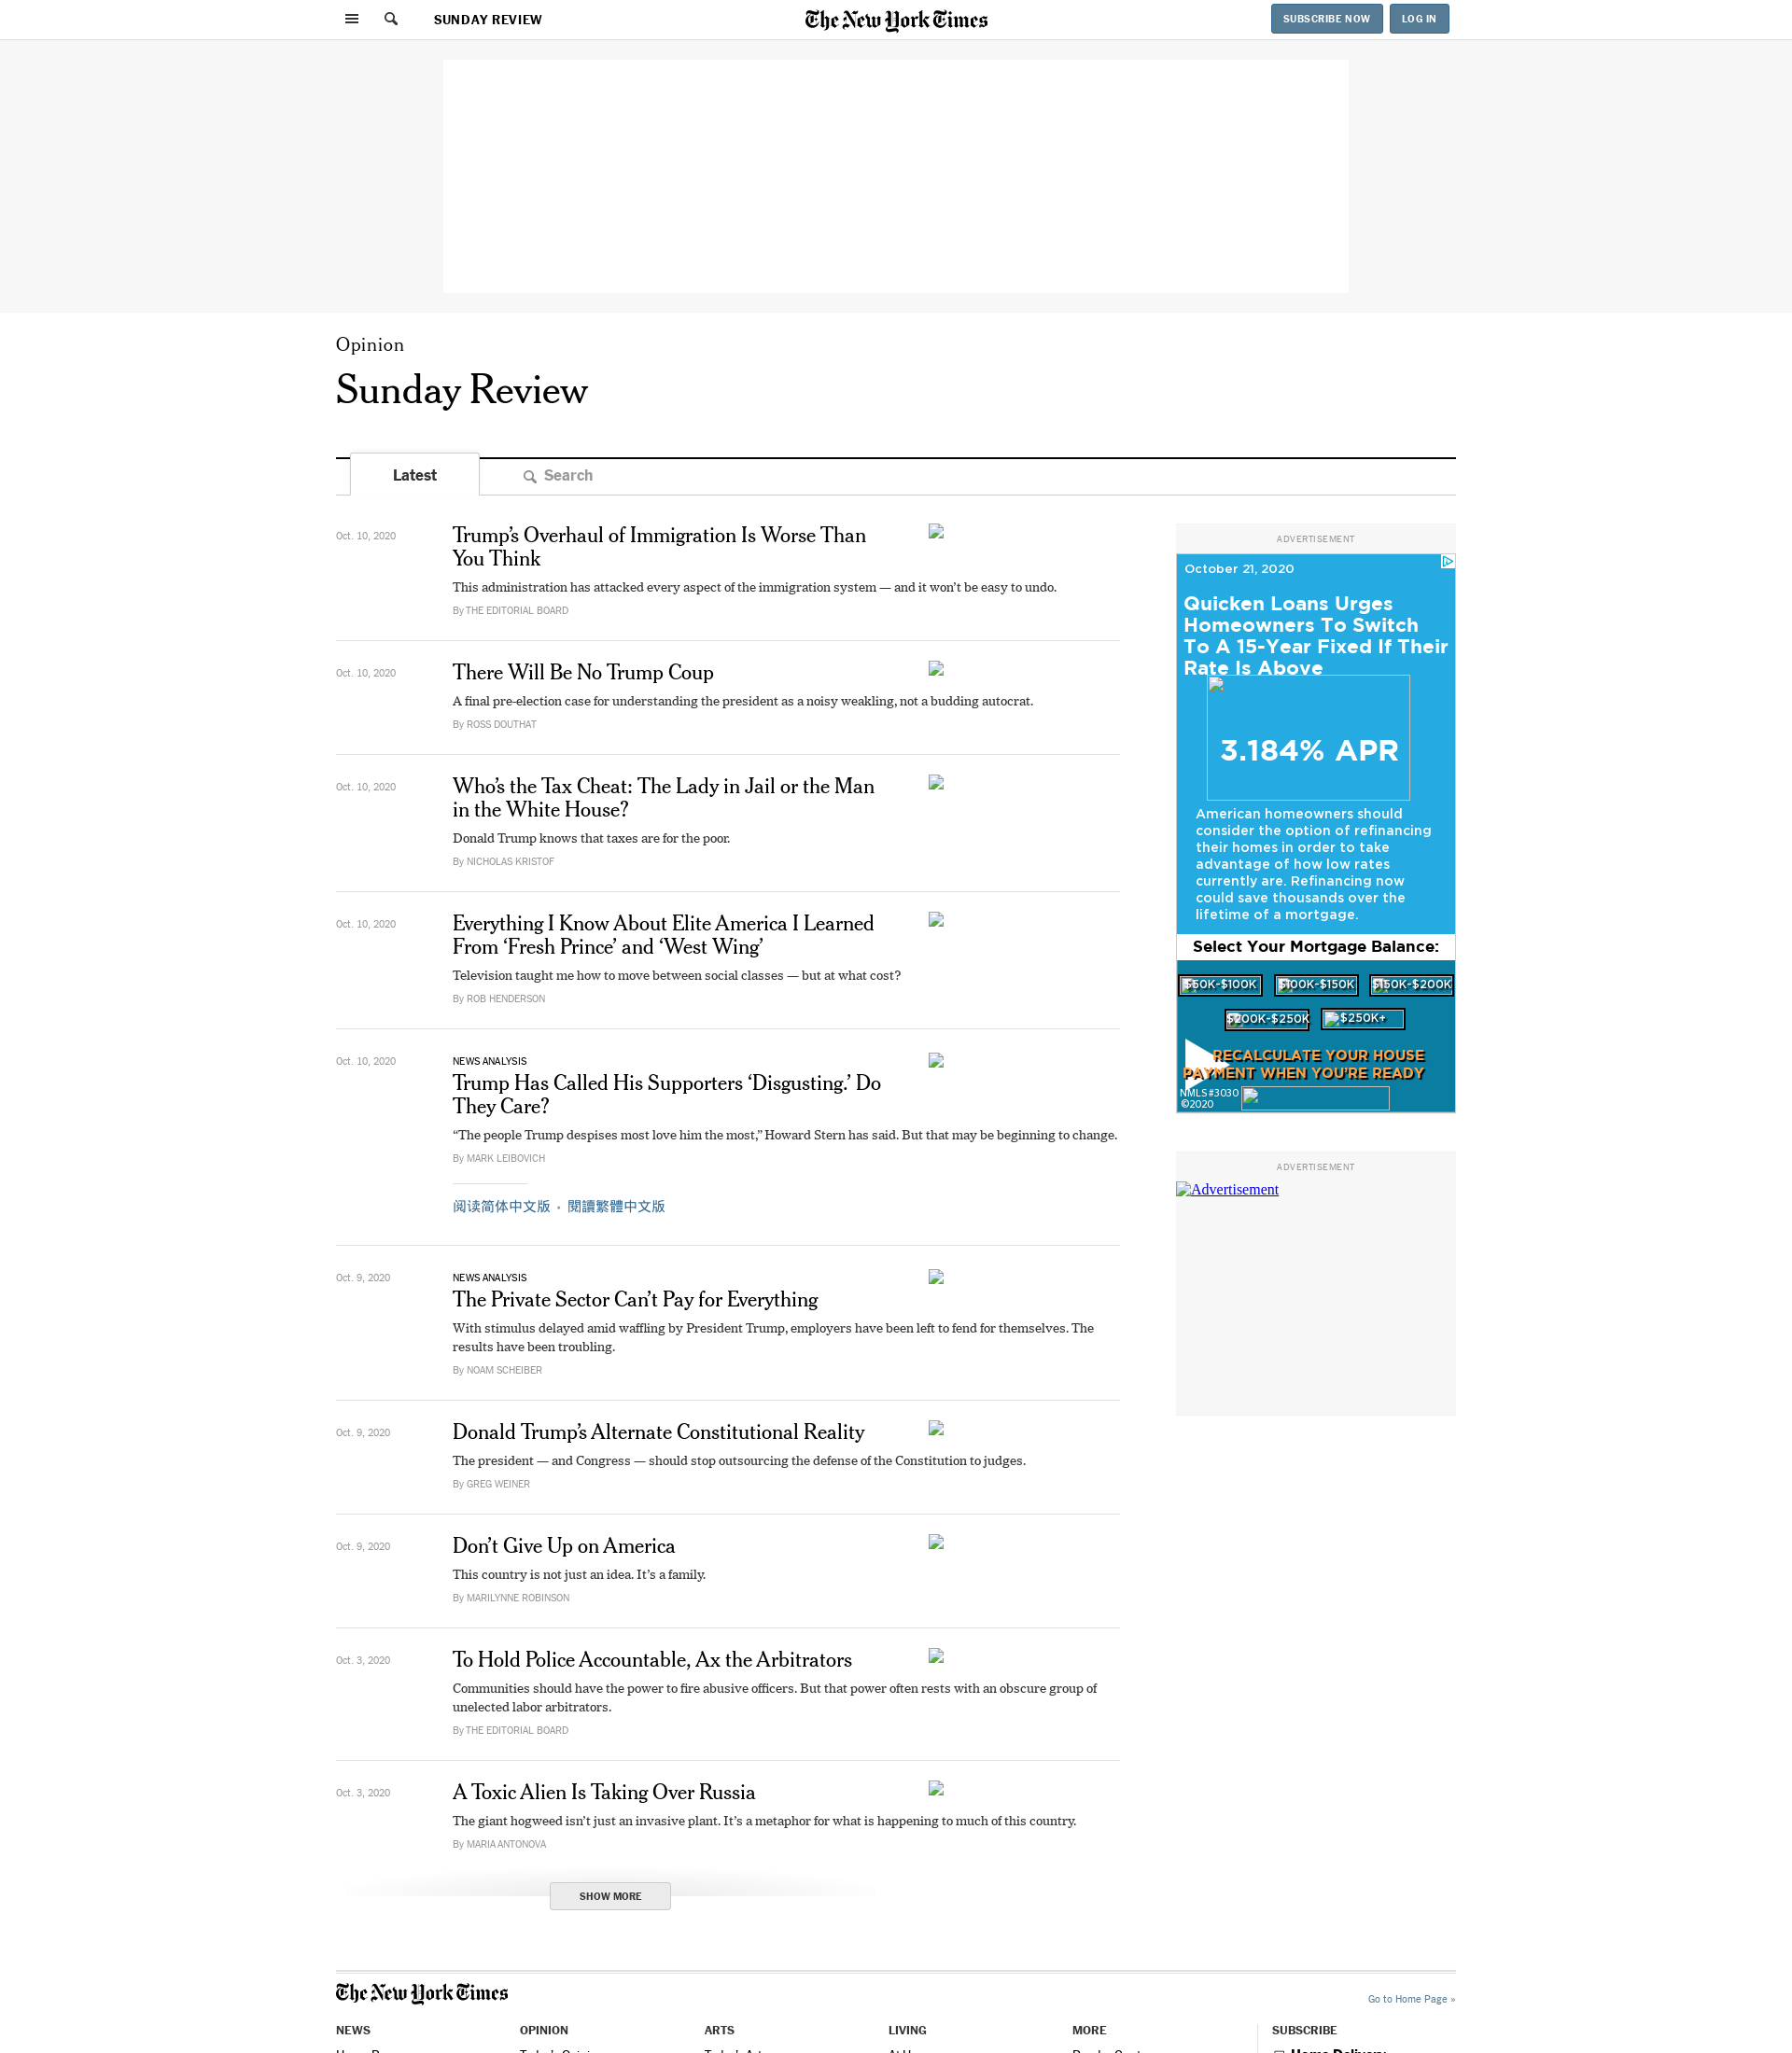 SUNDAY REVIEW
The New York Times
SUBSCRIBE NOW
LOG IN
Opinion
Sunday Review
Latest
Search
Oct. 10, 2020
Trump’s Overhaul of Immigration Is Worse Than
You Think
This administration has attacked every aspect of the immigration system — and it won’t be easy to undo.
By THE EDITORIAL BOARD
Oct. 10, 2020
There Will Be No Trump Coup
A final pre-election case for understanding the president as a noisy weakling, not a budding autocrat.
By ROSS DOUTHAT
Oct. 10, 2020
Who’s the Tax Cheat: The Lady in Jail or the Man
in the White House?
Donald Trump knows that taxes are for the poor.
By NICHOLAS KRISTOF
Oct. 10, 2020
Everything I Know About Elite America I Learned
From ‘Fresh Prince’ and ‘West Wing’
Television taught me how to move between social classes — but at what cost?
By ROB HENDERSON
Oct. 10, 2020
NEWS ANALYSIS
Trump Has Called His Supporters ‘Disgusting.’ Do
They Care?
“The people Trump despises most love him the most,” Howard Stern has said. But that may be beginning to change.
By MARK LEIBOVICH
阅读简体中文版 • 閱讀繁體中文版
Oct. 9, 2020
NEWS ANALYSIS
The Private Sector Can’t Pay for Everything
With stimulus delayed amid waffling by President Trump, employers have been left to fend for themselves. The
results have been troubling.
By NOAM SCHEIBER
Oct. 9, 2020
Donald Trump’s Alternate Constitutional Reality
The president — and Congress — should stop outsourcing the defense of the Constitution to judges.
By GREG WEINER
Oct. 9, 2020
Don’t Give Up on America
This country is not just an idea. It’s a family.
By MARILYNNE ROBINSON
Oct. 3, 2020
To Hold Police Accountable, Ax the Arbitrators
Communities should have the power to fire abusive officers. But that power often rests with an obscure group of
unelected labor arbitrators.
By THE EDITORIAL BOARD
Oct. 3, 2020
A Toxic Alien Is Taking Over Russia
The giant hogweed isn’t just an invasive plant. It’s a metaphor for what is happening to much of this country.
By MARIA ANTONOVA
SHOW MORE
ADVERTISEMENT
October 21, 2020
Quicken Loans Urges
Homeowners To Switch
To A 15-Year Fixed If Their
Rate Is Above
3.184% APR
American homeowners should
consider the option of refinancing
their homes in order to take
advantage of how low rates
currently are. Refinancing now
could save thousands over the
lifetime of a mortgage.
Select Your Mortgage Balance:
$50K-$100K
$100K-$150K
$150K-$200K
$200K-$250K
$250K+
RECALCULATE YOUR HOUSE
PAYMENT WHEN YOU’RE READY
NMLS#3030
©2020
ADVERTISEMENT
Advertisement
The New York Times
Go to Home Page »
NEWS
OPINION
ARTS
LIVING
MORE
SUBSCRIBE
Home Delivery